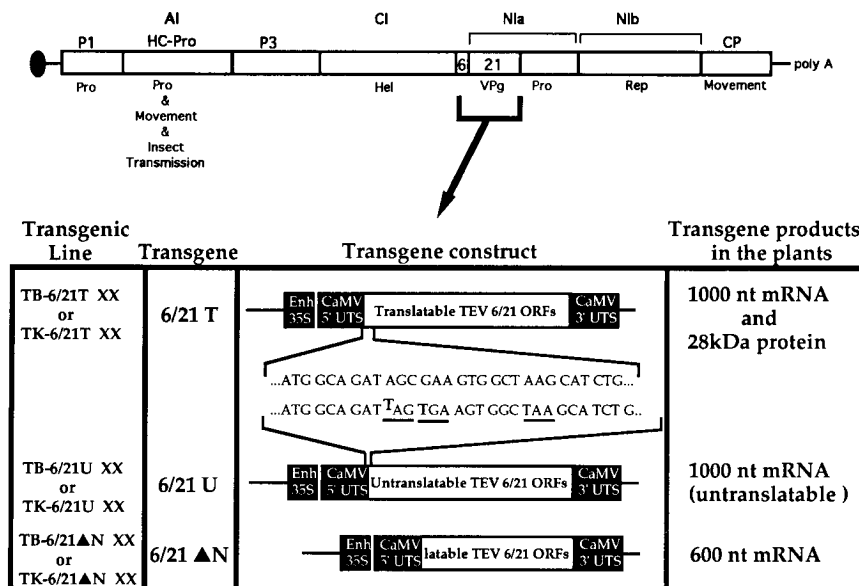 AI CI NIa NIb
P1 HC-Pro P3 CP
6 21 poly A
Pro Pro Hel VPg Pro Rep Movement
&
Movement
&
Insect
Transmission
Transgenic Line Transgene Transgene construct Transgene products in the plants
TB-6/21T XX
or
TK-6/21T XX
6/21 T
Enh 35S CaMV 5' UTS Translatable TEV 6/21 ORFs CaMV 3' UTS
1000 nt mRNA
and
28kDa protein
...ATG GCA GAT AGC GAA GTG GCT AAG CAT CTG...
...ATG GCA GAT TAG TGA AGT GGC TAA GCA TCT G..
TB-6/21U XX
or
TK-6/21U XX
6/21 U
Enh 35S CaMV 5' UTS Untranslatable TEV 6/21 ORFs CaMV 3' UTS
1000 nt mRNA
(untranslatable )
TB-6/21▲N XX
or
TK-6/21▲N XX
6/21 ▲N
Enh 35S CaMV 5' UTS latable TEV 6/21 ORFs CaMV 3' UTS
600 nt mRNA